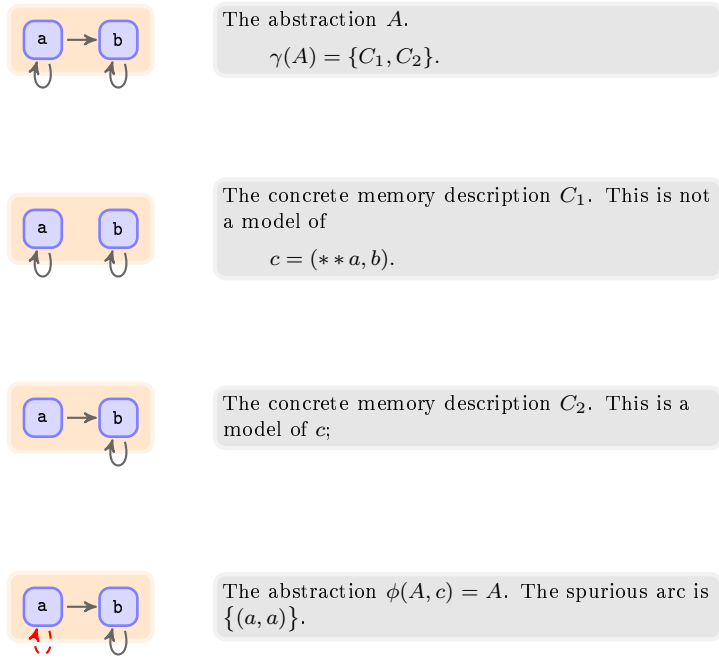 a b
The abstraction A.
γ(A) = {C₁, C₂}.
a b
The concrete memory description C₁. This is not
a model of
c = (∗ ∗ a, b).
a b
The concrete memory description C₂. This is a
model of c;
a b
The abstraction ϕ(A, c) = A. The spurious arc is
{(a, a)}.